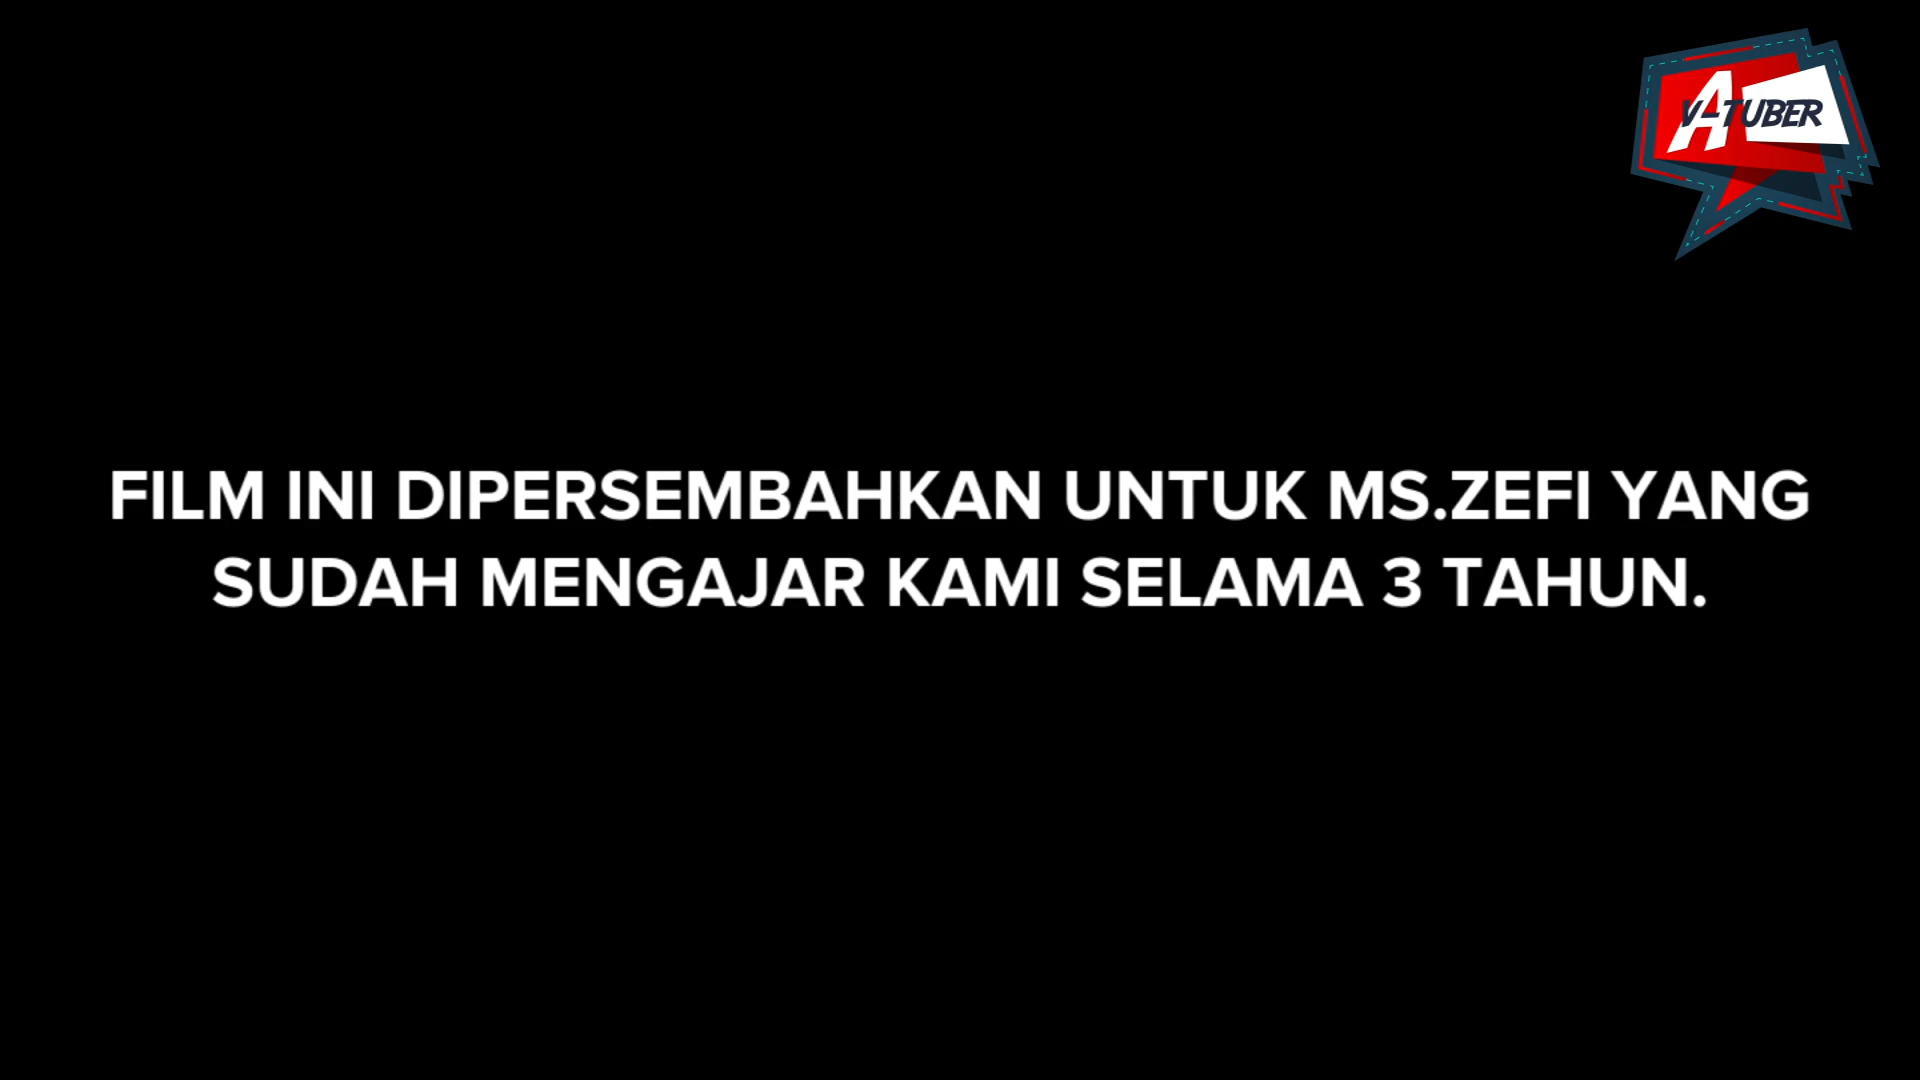 A
V-TUBER
FILM INI DIPERSEMBAHKAN UNTUK MS.ZEFI YANG
SUDAH MENGAJAR KAMI SELAMA 3 TAHUN.